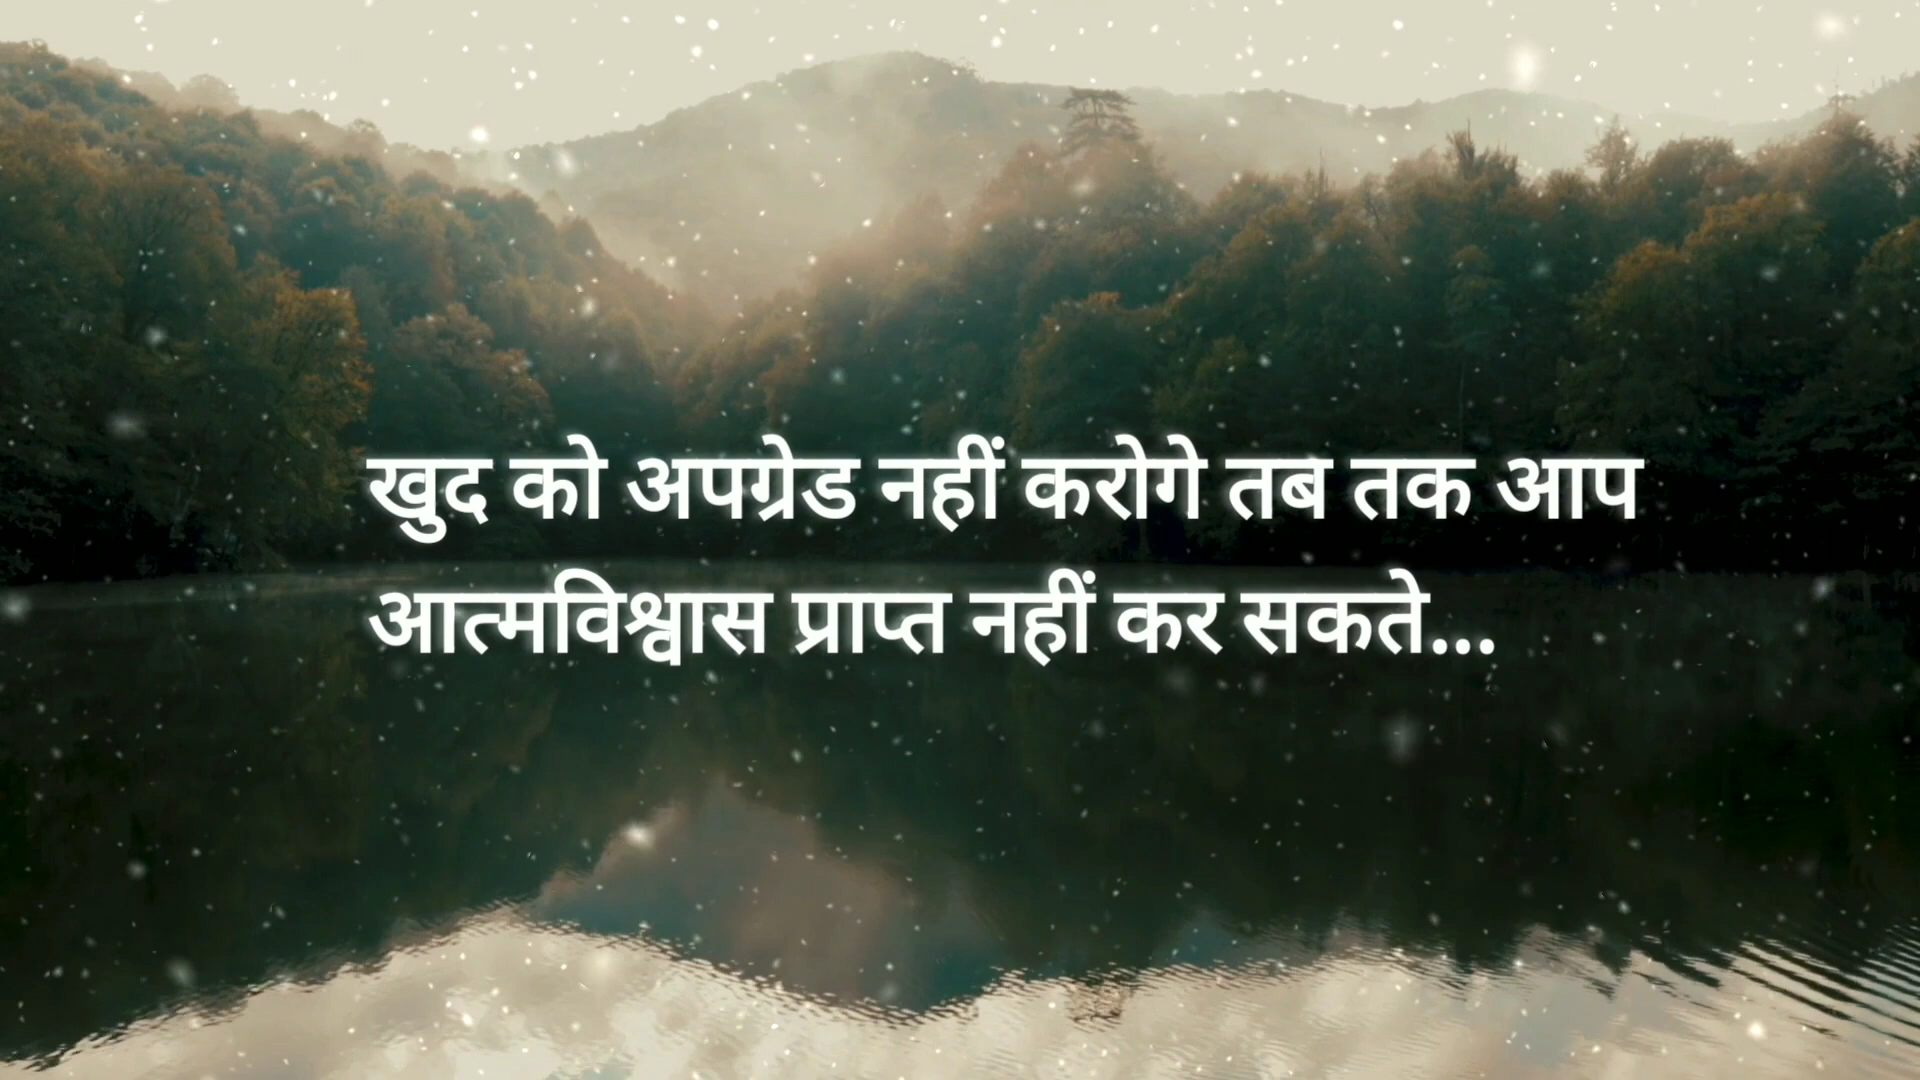 खुद को अपग्रेड नहीं करोगे तब तक आप
आत्मविश्वास प्राप्त नहीं कर सकते...